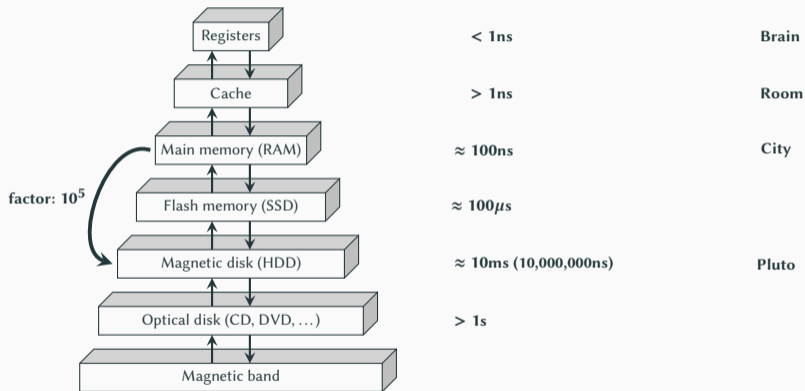 Registers < 1ns Brain
Cache > 1ns Room
Main memory (RAM) ≈ 100ns City
factor: 10⁵
Flash memory (SSD) ≈ 100μs
Magnetic disk (HDD) ≈ 10ms (10,000,000ns) Pluto
Optical disk (CD, DVD, …) > 1s
Magnetic band